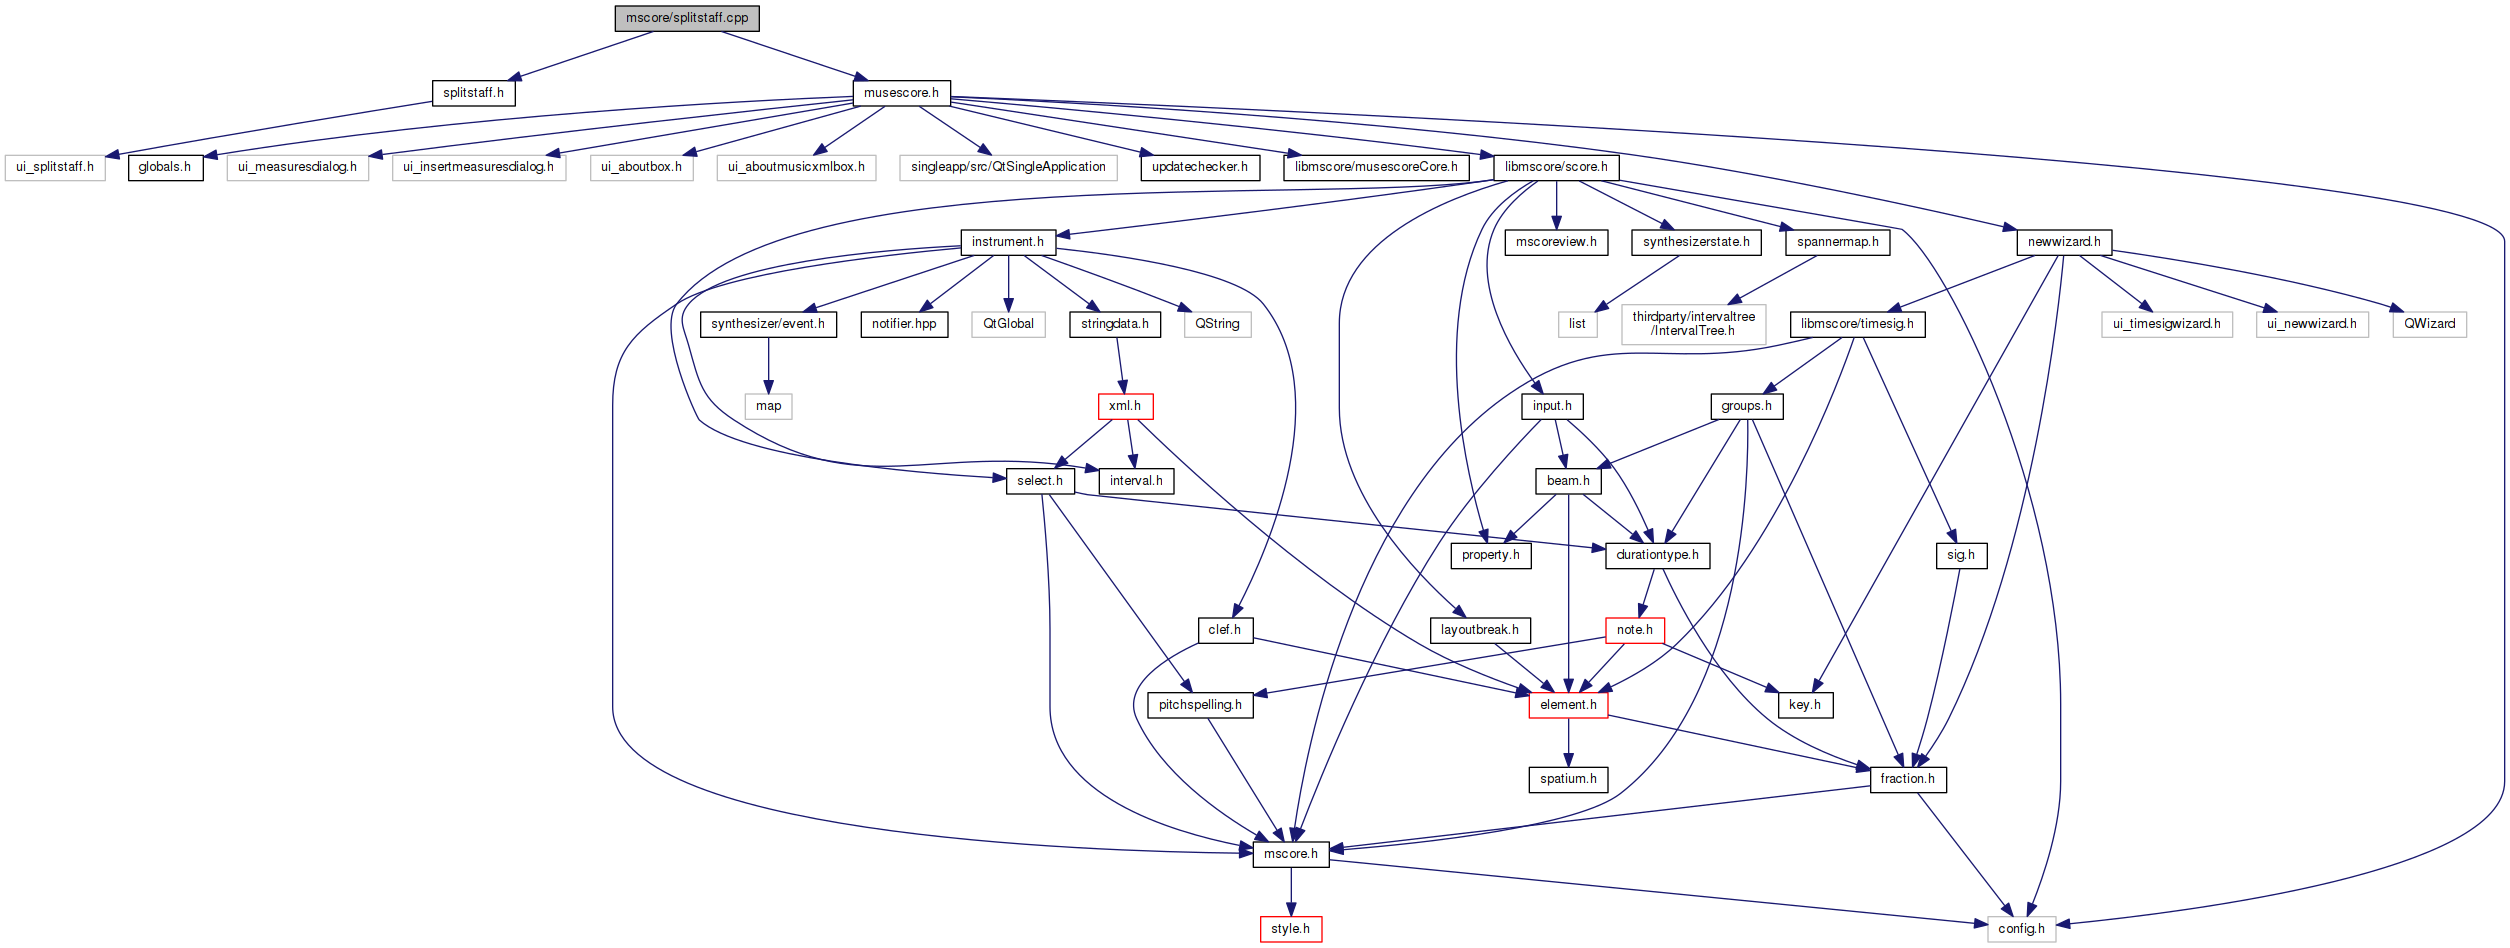 mscore/splitstaff.cpp
splitstaff.h
musescore.h
ui_splitstaff.h
globals.h
ui_measuresdialog.h
ui_insertmeasuresdialog.h
ui_aboutbox.h
ui_aboutmusicxmlbox.h
singleapp/src/QtSingleApplication
updatechecker.h
libmscore/musescoreCore.h
libmscore/score.h
instrument.h
mscoreview.h
synthesizerstate.h
spannermap.h
newwizard.h
synthesizer/event.h
notifier.hpp
QtGlobal
stringdata.h
QString
list
thirdparty/intervaltree
/IntervalTree.h
libmscore/timesig.h
ui_timesigwizard.h
ui_newwizard.h
QWizard
map
xml.h
input.h
groups.h
select.h
interval.h
beam.h
property.h
durationtype.h
sig.h
clef.h
layoutbreak.h
note.h
pitchspelling.h
element.h
key.h
spatium.h
fraction.h
mscore.h
style.h
config.h